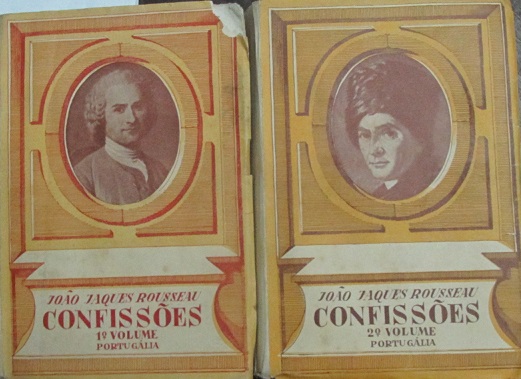 JOÃO JAQUES ROUSSEAU
CONFISSÕES
1º VOLUME
PORTUGÁLIA
JOÃO JAQUES ROUSSEAU
CONFISSÕES
2º VOLUME
PORTUGÁLIA